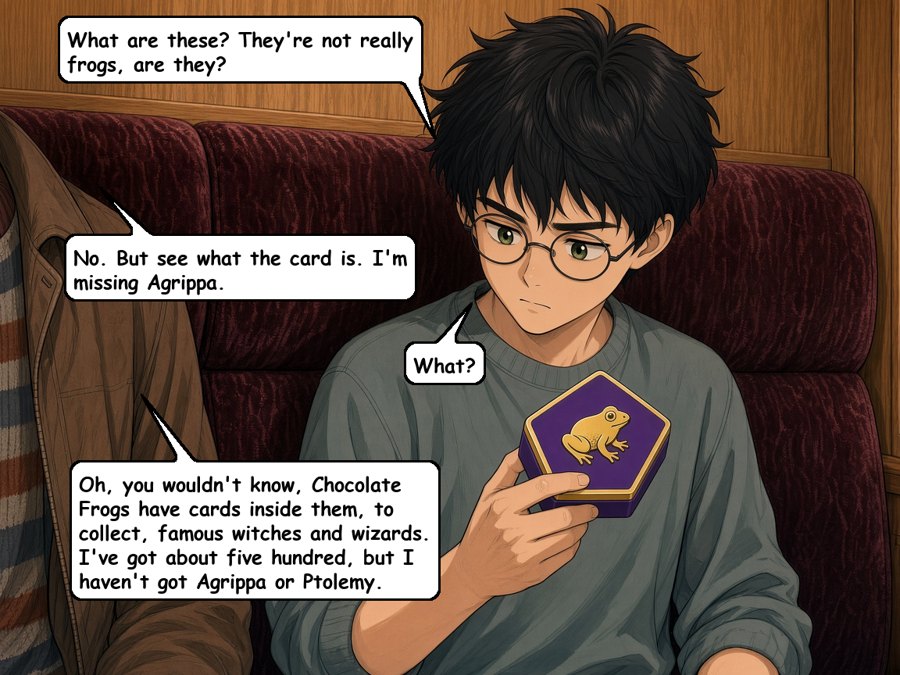 What are these? They're not really
frogs, are they?
No. But see what the card is. I'm
missing Agrippa.
What?
Oh, you wouldn't know, Chocolate
Frogs have cards inside them, to
collect, famous witches and wizards.
I've got about five hundred, but I
haven't got Agrippa or Ptolemy.